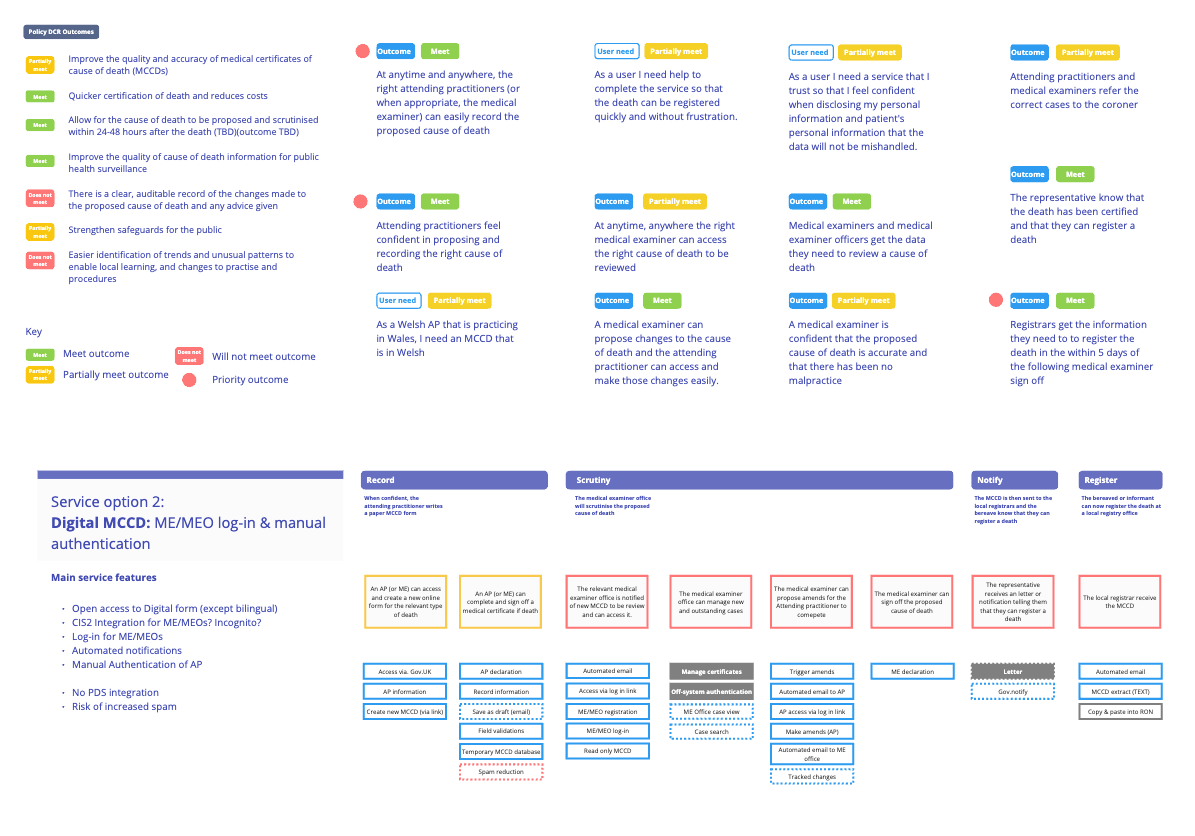 Policy DCR Outcomes
Partially
meet
Improve the quality and accuracy of medical certificates of
cause of death (MCCDs)
Meet
Quicker certification of death and reduces costs
Meet
Allow for the cause of death to be proposed and scrutinised
within 24-48 hours after the death (TBD)(outcome TBD)
Meet
Improve the quality of cause of death information for public
health surveillance
Does not
meet
There is a clear, auditable record of the changes made to
the proposed cause of death and any advice given
Partially
meet
Strengthen safeguards for the public
Does not
meet
Easier identification of trends and unusual patterns to
enable local learning, and changes to practise and
procedures
Key
Meet
Meet outcome
Does not
meet
Will not meet outcome
Partially
meet
Partially meet outcome
Priority outcome
Outcome
Meet
At anytime and anywhere, the
right attending practitioners (or
when appropriate, the medical
examiner) can easily record the
proposed cause of death
User need
Partially meet
As a user I need help to
complete the service so that
the death can be registered
quickly and without frustration.
User need
Partially meet
As a user I need a service that I
trust so that I feel confident
when disclosing my personal
information and patient's
personal information that the
data will not be mishandled.
Outcome
Partially meet
Attending practitioners and
medical examiners refer the
correct cases to the coroner
Outcome
Meet
The representative know that
the death has been certified
and that they can register a
death
Outcome
Meet
Attending practitioners feel
confident in proposing and
recording the right cause of
death
Outcome
Partially meet
At anytime, anywhere the right
medical examiner can access
the right cause of death to be
reviewed
Outcome
Meet
Medical examiners and medical
examiner officers get the data
they need to review a cause of
death
User need
Partially meet
As a Welsh AP that is practicing
in Wales, I need an MCCD that
is in Welsh
Outcome
Meet
A medical examiner can
propose changes to the cause
of death and the attending
practitioner can access and
make those changes easily.
Outcome
Partially meet
A medical examiner is
confident that the proposed
cause of death is accurate and
that there has been no
malpractice
Outcome
Meet
Registrars get the information
they need to to register the
death in the within 5 days of
the following medical examiner
sign off
Service option 2:
Digital MCCD: ME/MEO log-in & manual
authentication
Main service features
· Open access to Digital form (except bilingual)
· CIS2 Integration for ME/MEOs? Incognito?
· Log-in for ME/MEOs
· Automated notifications
· Manual Authentication of AP
· No PDS integration
· Risk of increased spam
Record
When confident, the
attending practitioner writes
a paper MCCD form
Scrutiny
The medical examiner office
will scrutinise the proposed
cause of death
Notify
The MCCD is then sent to the
local registrars and the
bereave know that they can
register a death
Register
The bereaved or informant
can now register the death at
a local registry office
An AP (or ME) can access
and create a new online
form for the relevant type
of death
An AP (or ME) can
complete and sign off a
medical certificate if death
The relevant medical
examiner office is notified
of new MCCD to be review
and can access it.
The medical examiner
office can manage new
and outstanding cases
The medical examiner can
propose amends for the
Attending practitioner to
compete
The medical examiner can
sign off the proposed
cause of death
The representative
receives an letter or
notification telling them
that they can register a
death
The local registrar receive
the MCCD
Access via. Gov.UK
AP information
Create new MCCD (via link)
AP declaration
Record information
Save as draft (email)
Field validations
Temporary MCCD database
Spam reduction
Automated email
Access via log in link
ME/MEO registration
ME/MEO log-in
Read only MCCD
Manage certificates
Off-system authentication
ME Office case view
Case search
Trigger amends
Automated email to AP
AP access via log in link
Make amends (AP)
Automated email to ME
office
Tracked changes
ME declaration
Letter
Gov.notify
Automated email
MCCD extract (TEXT)
Copy & paste into RON